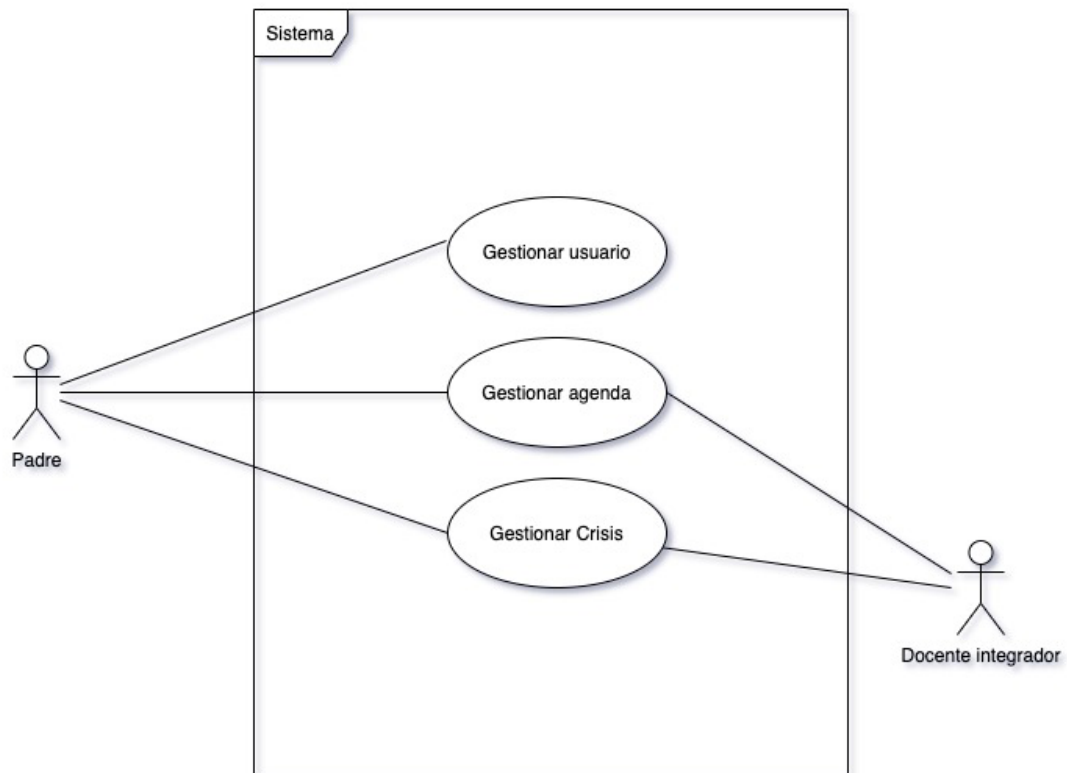 Sistema
Gestionar usuario
Gestionar agenda
Padre
Gestionar Crisis
Docente integrador